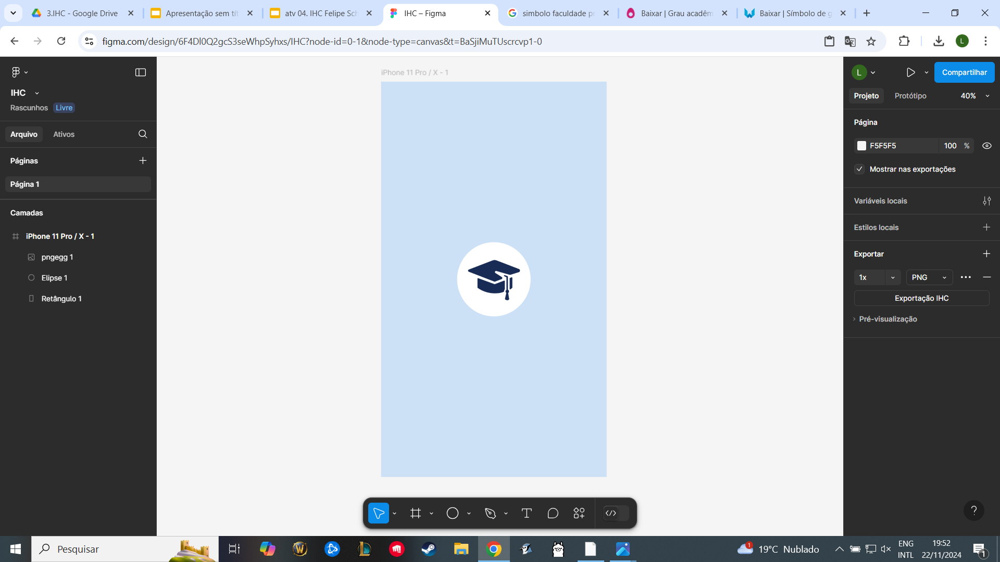 3.IHC - Google Drive
Apresentação sem tít
atv 04. IHC Felipe Sch
IHC – Figma
simbolo faculdade pr
Baixar | Grau acadêm
Baixar | Símbolo de g
figma.com/design/6F4Dl0Q2gcS3seWhpSyhxs/IHC?node-id=0-1&node-type=canvas&t=BaSjiMuTUscrcvp1-0
L
IHC
Rascunhos Livre
Arquivo Ativos
Páginas
Página 1
Camadas
iPhone 11 Pro / X - 1
pngegg 1
Elipse 1
Retângulo 1
iPhone 11 Pro / X - 1
L
Compartilhar
Projeto Protótipo 40%
Página
F5F5F5 100 %
Mostrar nas exportações
Variáveis locais
Estilos locais
Exportar
1x PNG
Exportação IHC
Pré-visualização
?
Pesquisar
1
19°C Nublado
ENG
INTL
19:52
22/11/2024
1